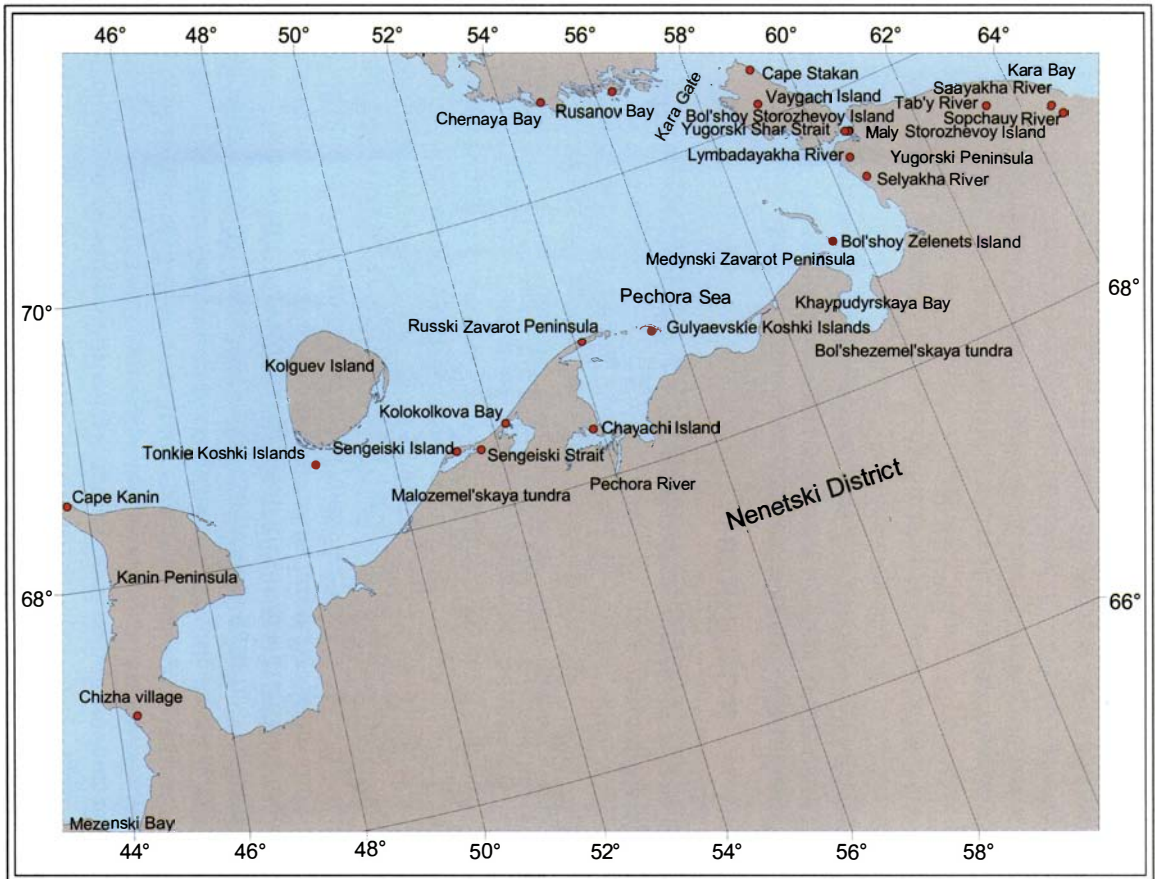 46° 48° 50° 52° 54° 56° 58° 60° 62° 64°
Kara Bay
Cape Stakan
Kara Gate
Saayakha River
Vaygach Island
Tab'y River
Chernaya Bay
Rusanov Bay
Bol'shoy Storozhevoy Island
Sopchauy River
Yugorski Shar Strait
Maly Storozhevoy Island
Lymbadayakha River
Yugorski Peninsula
Selyakha River
Bol'shoy Zelenets Island
Medynski Zavarot Peninsula
68°
Pechora Sea
Khaypudyrskaya Bay
70°
Russki Zavarot Peninsula
Gulyaevskie Koshki Islands
Bol'shezemel'skaya tundra
Kolguev Island
Kolokolkova Bay
Chayachi Island
Tonkie Koshki Islands
Sengeiski Island
Sengeiski Strait
Pechora River
Malozemel'skaya tundra
Nenetski District
Cape Kanin
Kanin Peninsula
68°
66°
Chizha village
Mezenski Bay
44° 46° 48° 50° 52° 54° 56° 58°